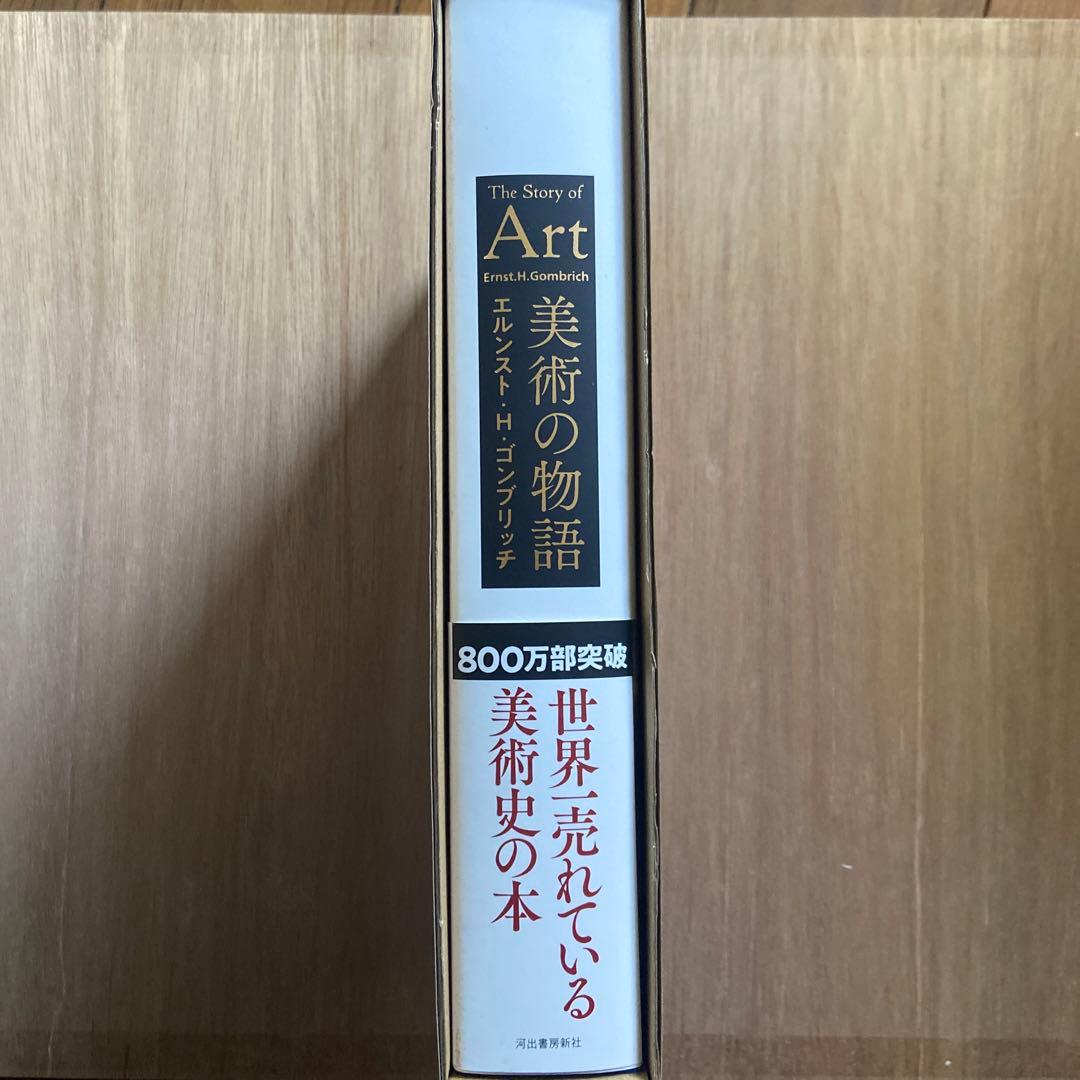 The Story of
Art
Ernst.H.Gombrich
美術の物語
エルンスト・H・ゴンブリッチ
800万部突破
世界一売れている
美術史の本
河出書房新社